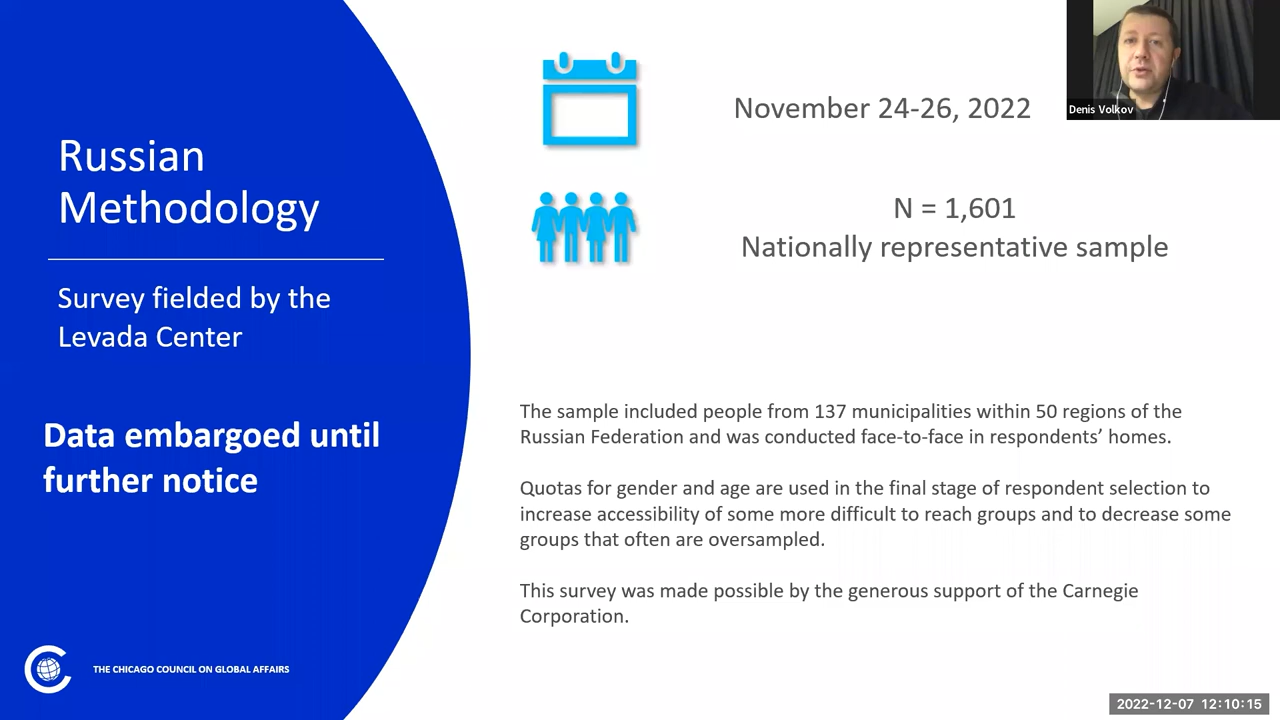 Russian
Methodology
Survey fielded by the
Levada Center
Data embargoed until
further notice
THE CHICAGO COUNCIL ON GLOBAL AFFAIRS
November 24-26, 2022
N = 1,601
Nationally representative sample
The sample included people from 137 municipalities within 50 regions of the
Russian Federation and was conducted face-to-face in respondents’ homes.
Quotas for gender and age are used in the final stage of respondent selection to
increase accessibility of some more difficult to reach groups and to decrease some
groups that often are oversampled.
This survey was made possible by the generous support of the Carnegie
Corporation.
Denis Volkov
2022-12-07 12:10:15